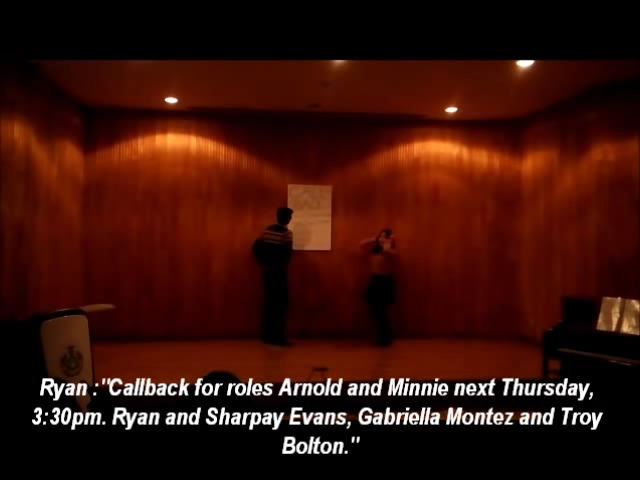 Ryan :"Callback for roles Arnold and Minnie next Thursday,
3:30pm. Ryan and Sharpay Evans, Gabriella Montez and Troy
Bolton."